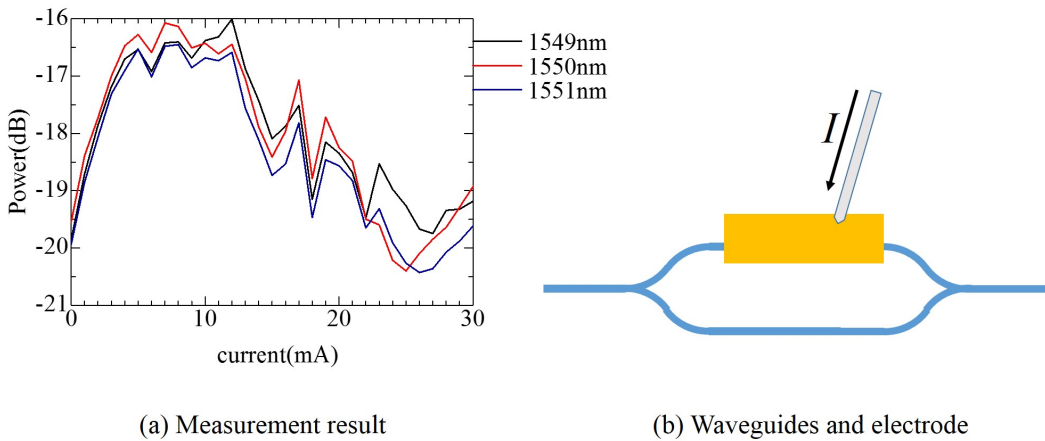 -16
-17
-18
-19
-20
-21
Power(dB)
0
10
20
30
current(mA)
1549nm
1550nm
1551nm
I
(a) Measurement result
(b) Waveguides and electrode